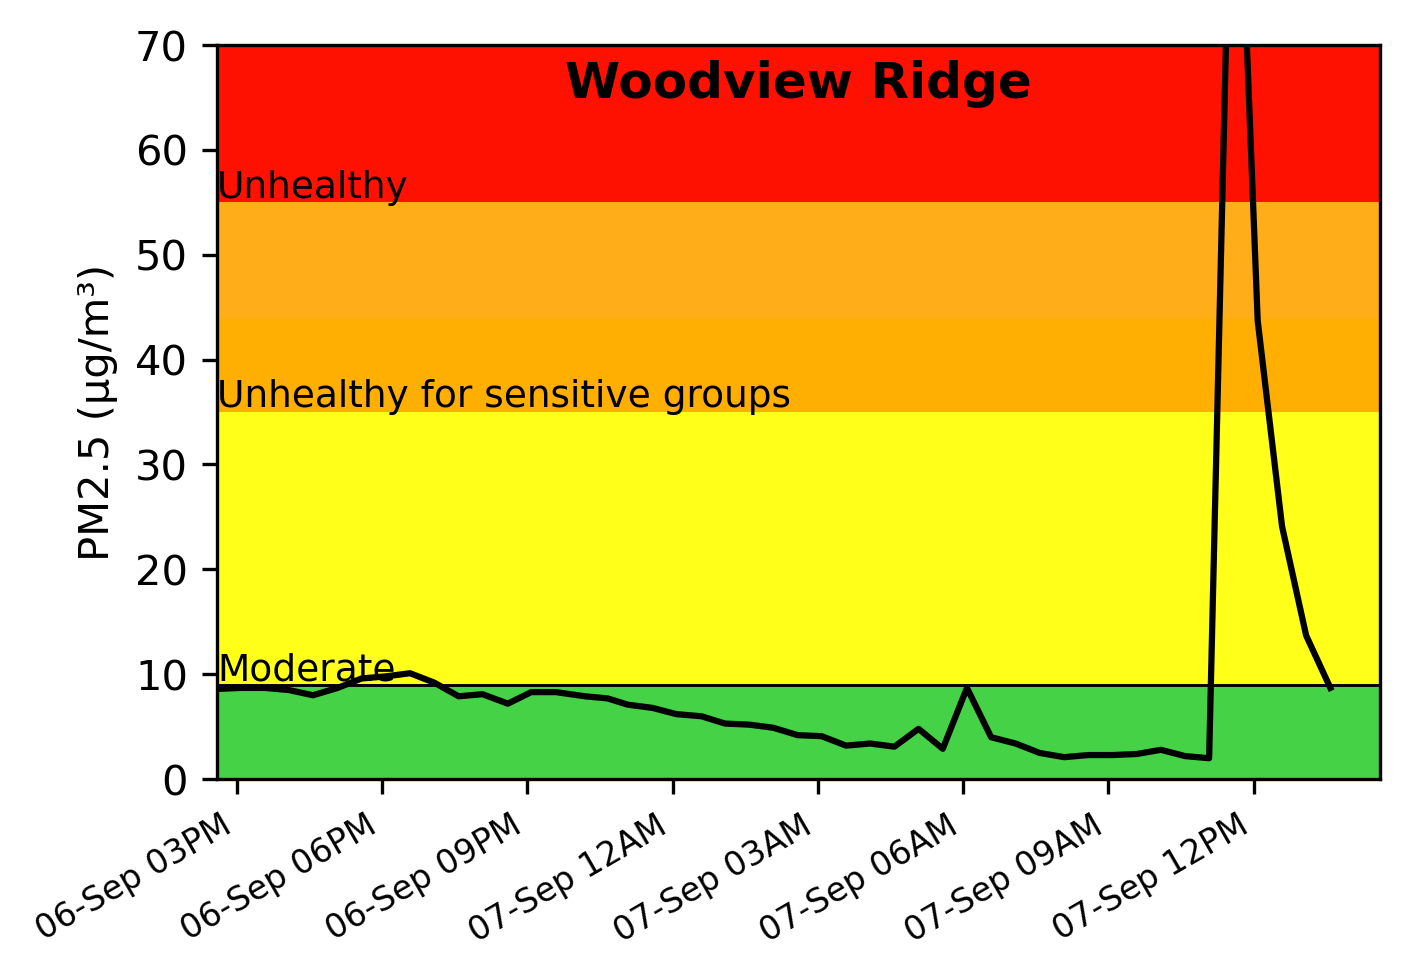 Woodview Ridge
70
60
50
40
30
20
10
0
PM2.5 (µg/m³)
Unhealthy
Unhealthy for sensitive groups
Moderate
06-Sep 03PM
06-Sep 06PM
06-Sep 09PM
07-Sep 12AM
07-Sep 03AM
07-Sep 06AM
07-Sep 09AM
07-Sep 12PM